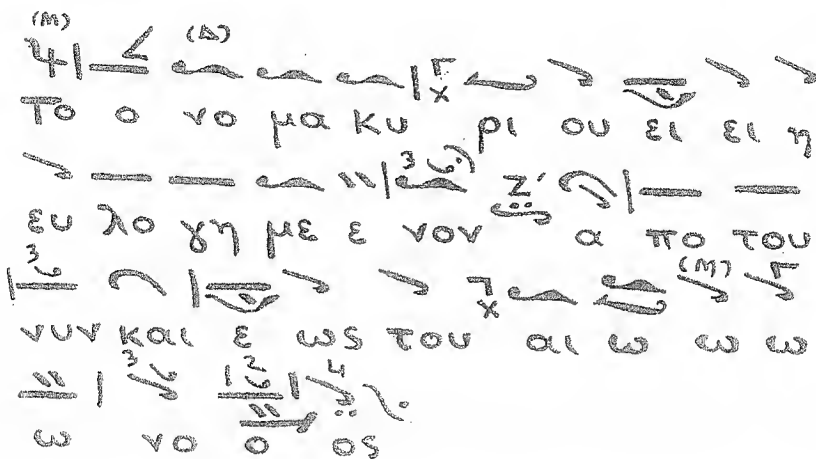 (Μ) (Δ)
Το ο νο μα κυ ρι ου ει ει η
ευ λο γη με ε νον α πο του
νυν και ε ως του αι ω ω ω
ω νο ο ος